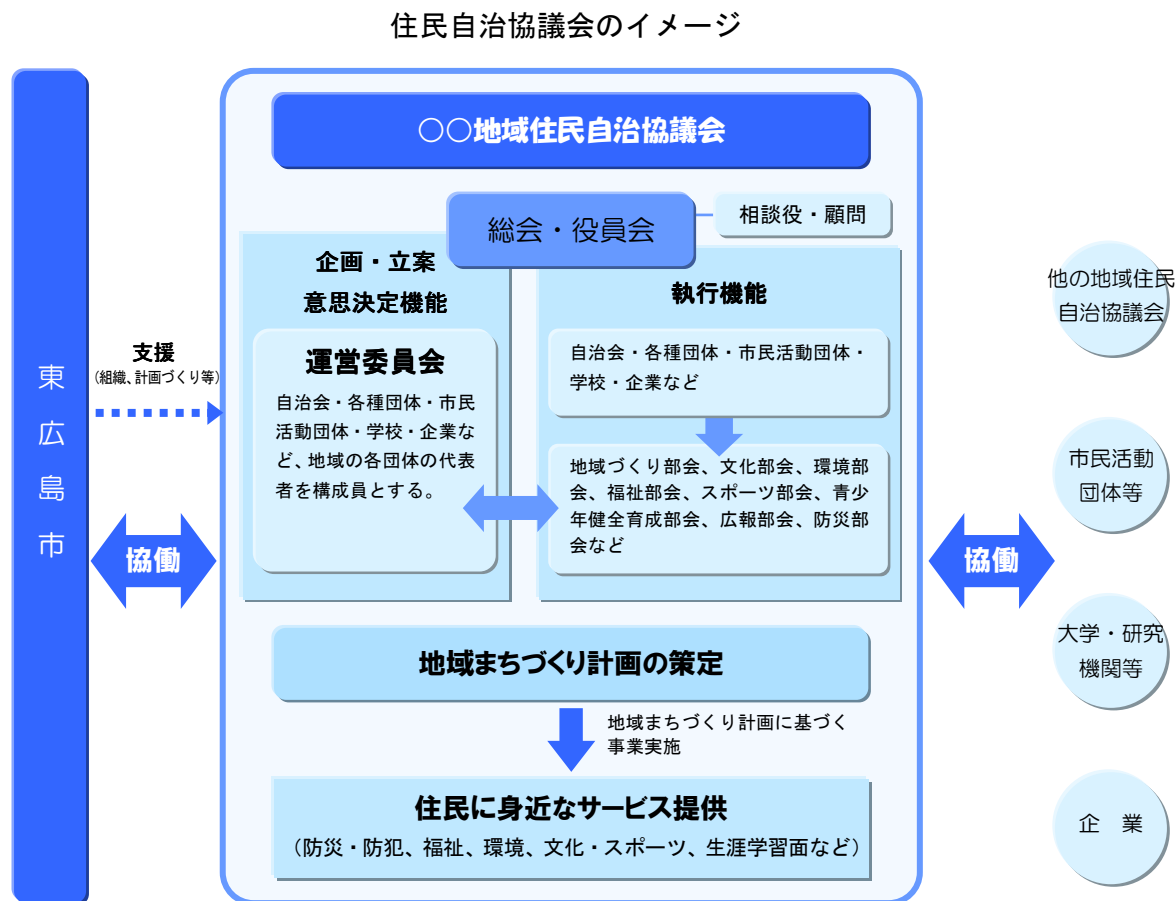 住民自治協議会のイメージ
東広島市
支援
(組織、計画づくり等)
協働
○○地域住民自治協議会
総会・役員会
相談役・顧問
企画・立案
意思決定機能
運営委員会
自治会・各種団体・市民
活動団体・学校・企業な
ど、地域の各団体の代表
者を構成員とする。
執行機能
自治会・各種団体・市民活動団体・
学校・企業など
地域づくり部会、文化部会、環境部
会、福祉部会、スポーツ部会、青少
年健全育成部会、広報部会、防災部
会など
地域まちづくり計画の策定
地域まちづくり計画に基づく
事業実施
住民に身近なサービス提供
(防災・防犯、福祉、環境、文化・スポーツ、生涯学習面など)
協働
他の地域住民
自治協議会
市民活動
団体等
大学・研究
機関等
企　業